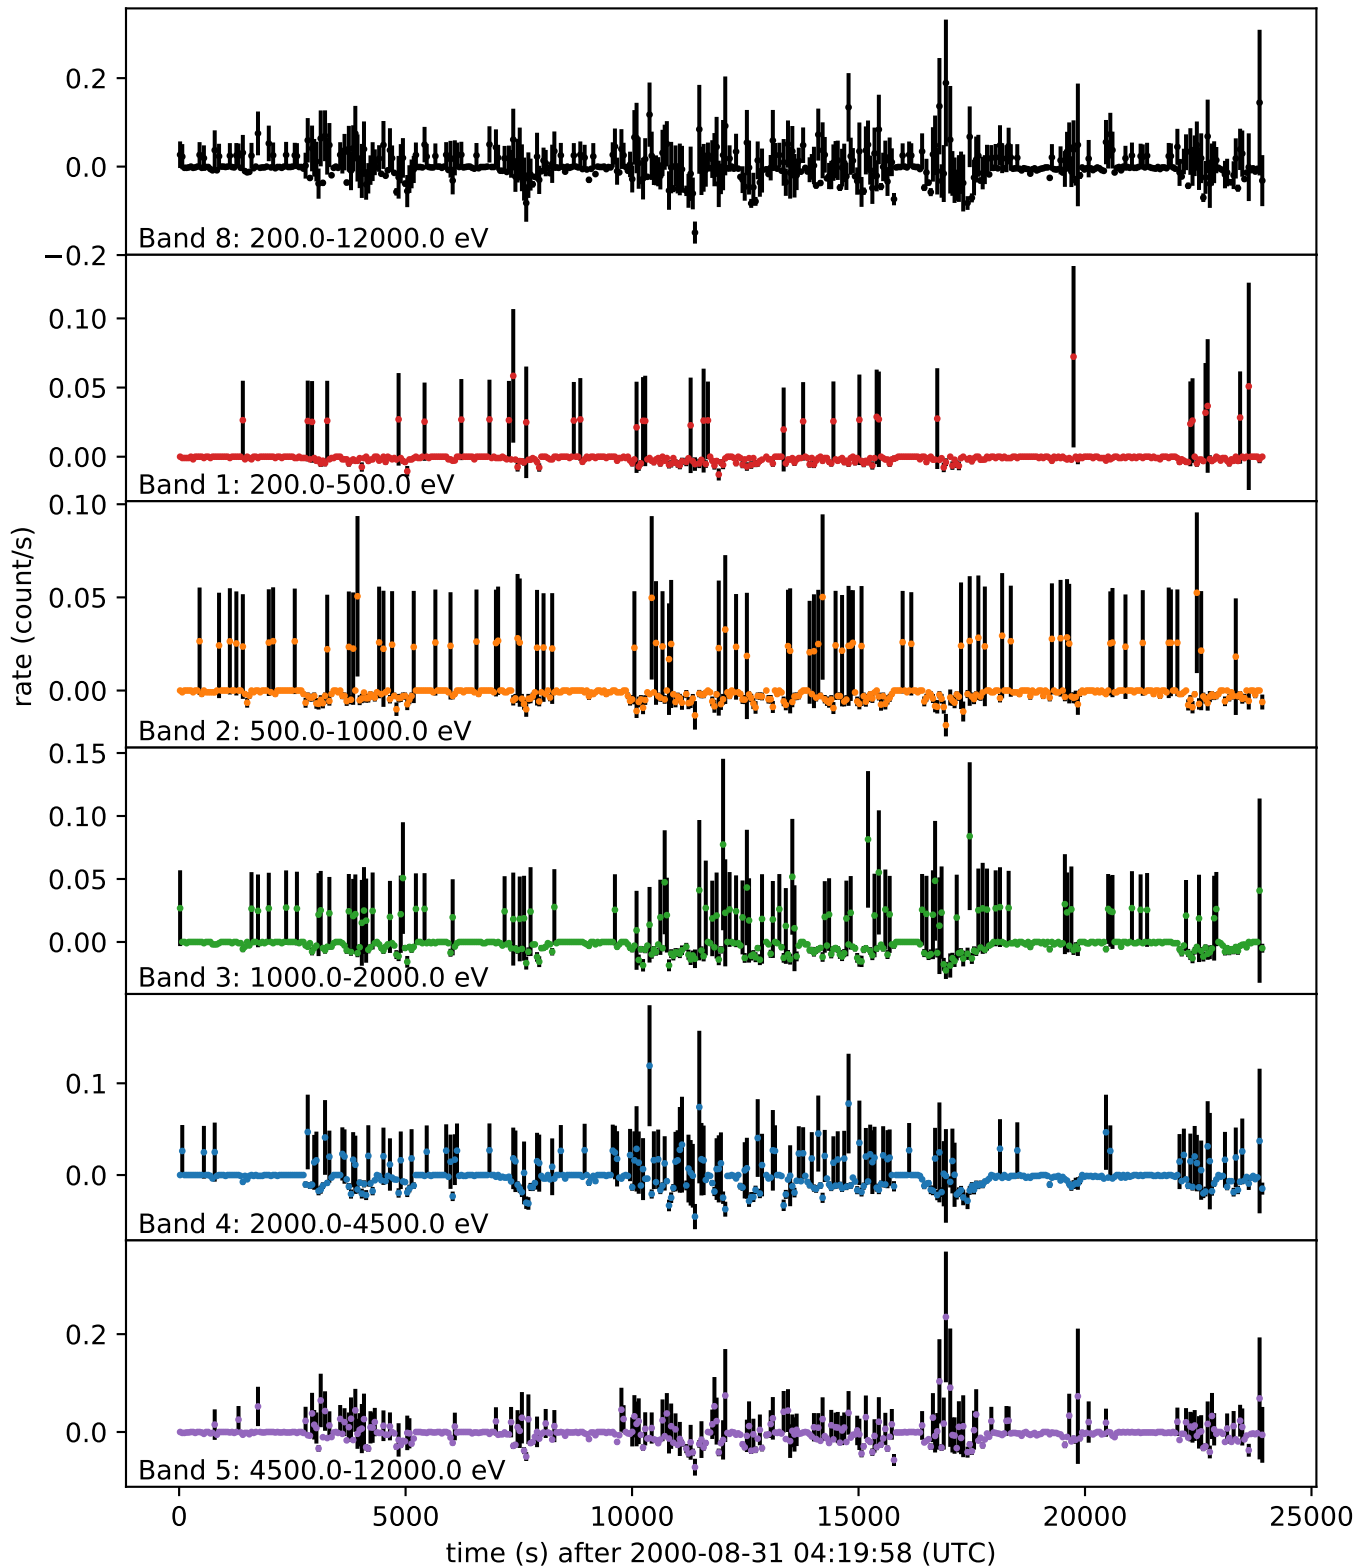 0.2
0.0
−0.2
Band 8: 200.0-12000.0 eV
0.10
0.05
0.00
Band 1: 200.0-500.0 eV
0.10
0.05
0.00
Band 2: 500.0-1000.0 eV
0.15
0.10
0.05
0.00
Band 3: 1000.0-2000.0 eV
0.1
0.0
Band 4: 2000.0-4500.0 eV
0.2
0.0
Band 5: 4500.0-12000.0 eV
rate (count/s)
0 5000 10000 15000 20000 25000
time (s) after 2000-08-31 04:19:58 (UTC)